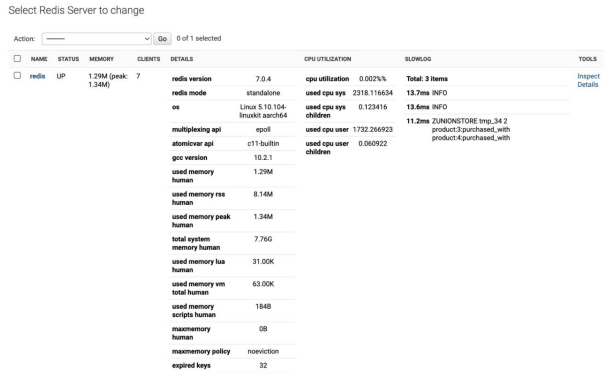 Select Redis Server to change
Action: --------- Go 0 of 1 selected
NAME STATUS MEMORY CLIENTS DETAILS CPU UTILIZATION SLOWLOG TOOLS
redis UP 1.29M (peak: 1.34M) 7
redis version 7.0.4
redis mode standalone
os Linux 5.10.104-linuxkit aarch64
multiplexing api epoll
atomicvar api c11-builtin
gcc version 10.2.1
used memory human 1.29M
used memory rss human 8.14M
used memory peak human 1.34M
total system memory human 7.76G
used memory lua human 31.00K
used memory vm total human 63.00K
used memory scripts human 184B
maxmemory human 0B
maxmemory policy noeviction
expired keys 32
cpu utilization 0.002%%
used cpu sys 2318.116634
used cpu sys children 0.123416
used cpu user 1732.266923
used cpu user children 0.060922
Total: 3 items
13.7ms INFO
13.6ms INFO
11.2ms ZUNIONSTORE tmp_34 2
product:3:purchased_with
product:4:purchased_with
Inspect
Details